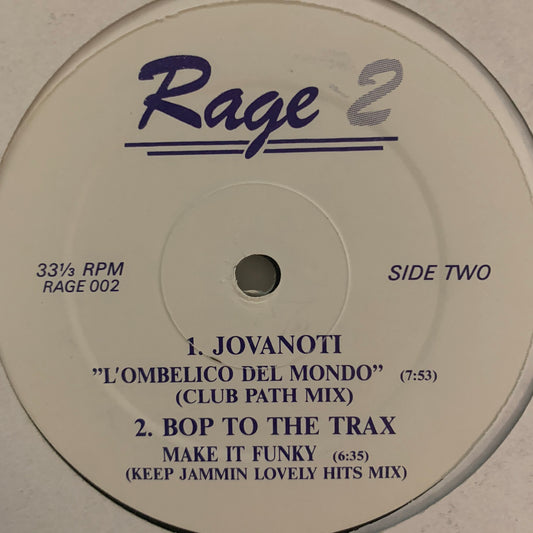 Rage 2
33⅓ RPM
RAGE 002
SIDE TWO
1. JOVANOTI
"L'OMBELICO DEL MONDO" (7:53)
(CLUB PATH MIX)
2. BOP TO THE TRAX
MAKE IT FUNKY (6:35)
(KEEP JAMMIN LOVELY HITS MIX)